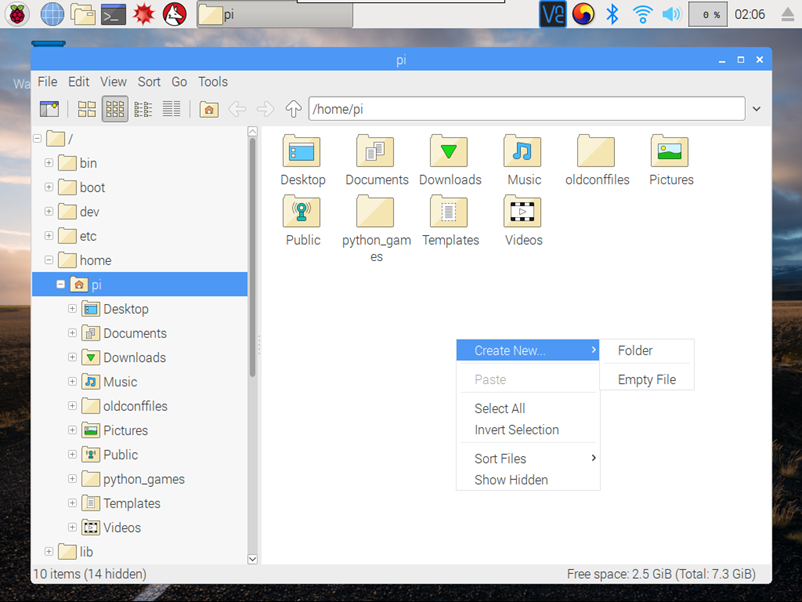 pi
0 %
02:06
Wa
pi
File Edit View Sort Go Tools
/home/pi
/
bin
boot
dev
etc
home
pi
Desktop
Documents
Downloads
Music
oldconffiles
Pictures
Public
python_games
Templates
Videos
lib
Desktop Documents Downloads Music oldconffiles Pictures
Public python_gam
es Templates Videos
Create New...
Paste
Select All
Invert Selection
Sort Files
Show Hidden
Folder
Empty File
10 items (14 hidden)
Free space: 2.5 GiB (Total: 7.3 GiB)